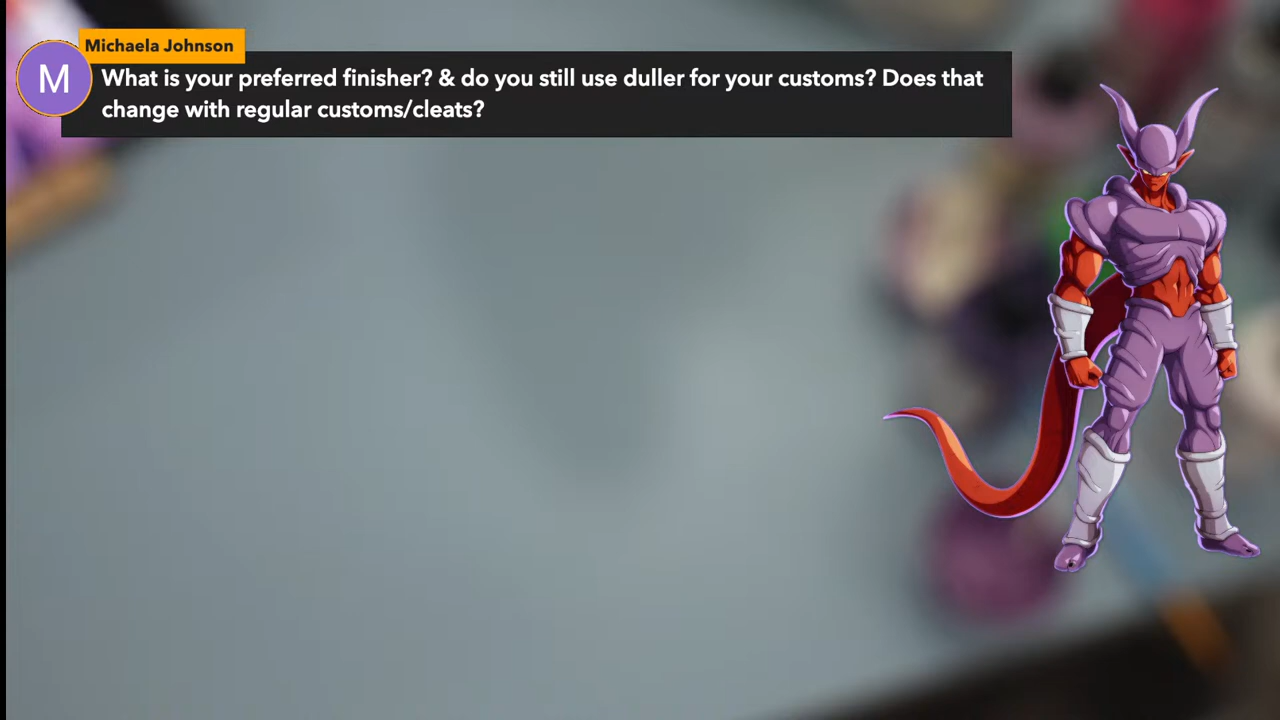 Michaela Johnson
M
What is your preferred finisher? & do you still use duller for your customs? Does that
change with regular customs/cleats?